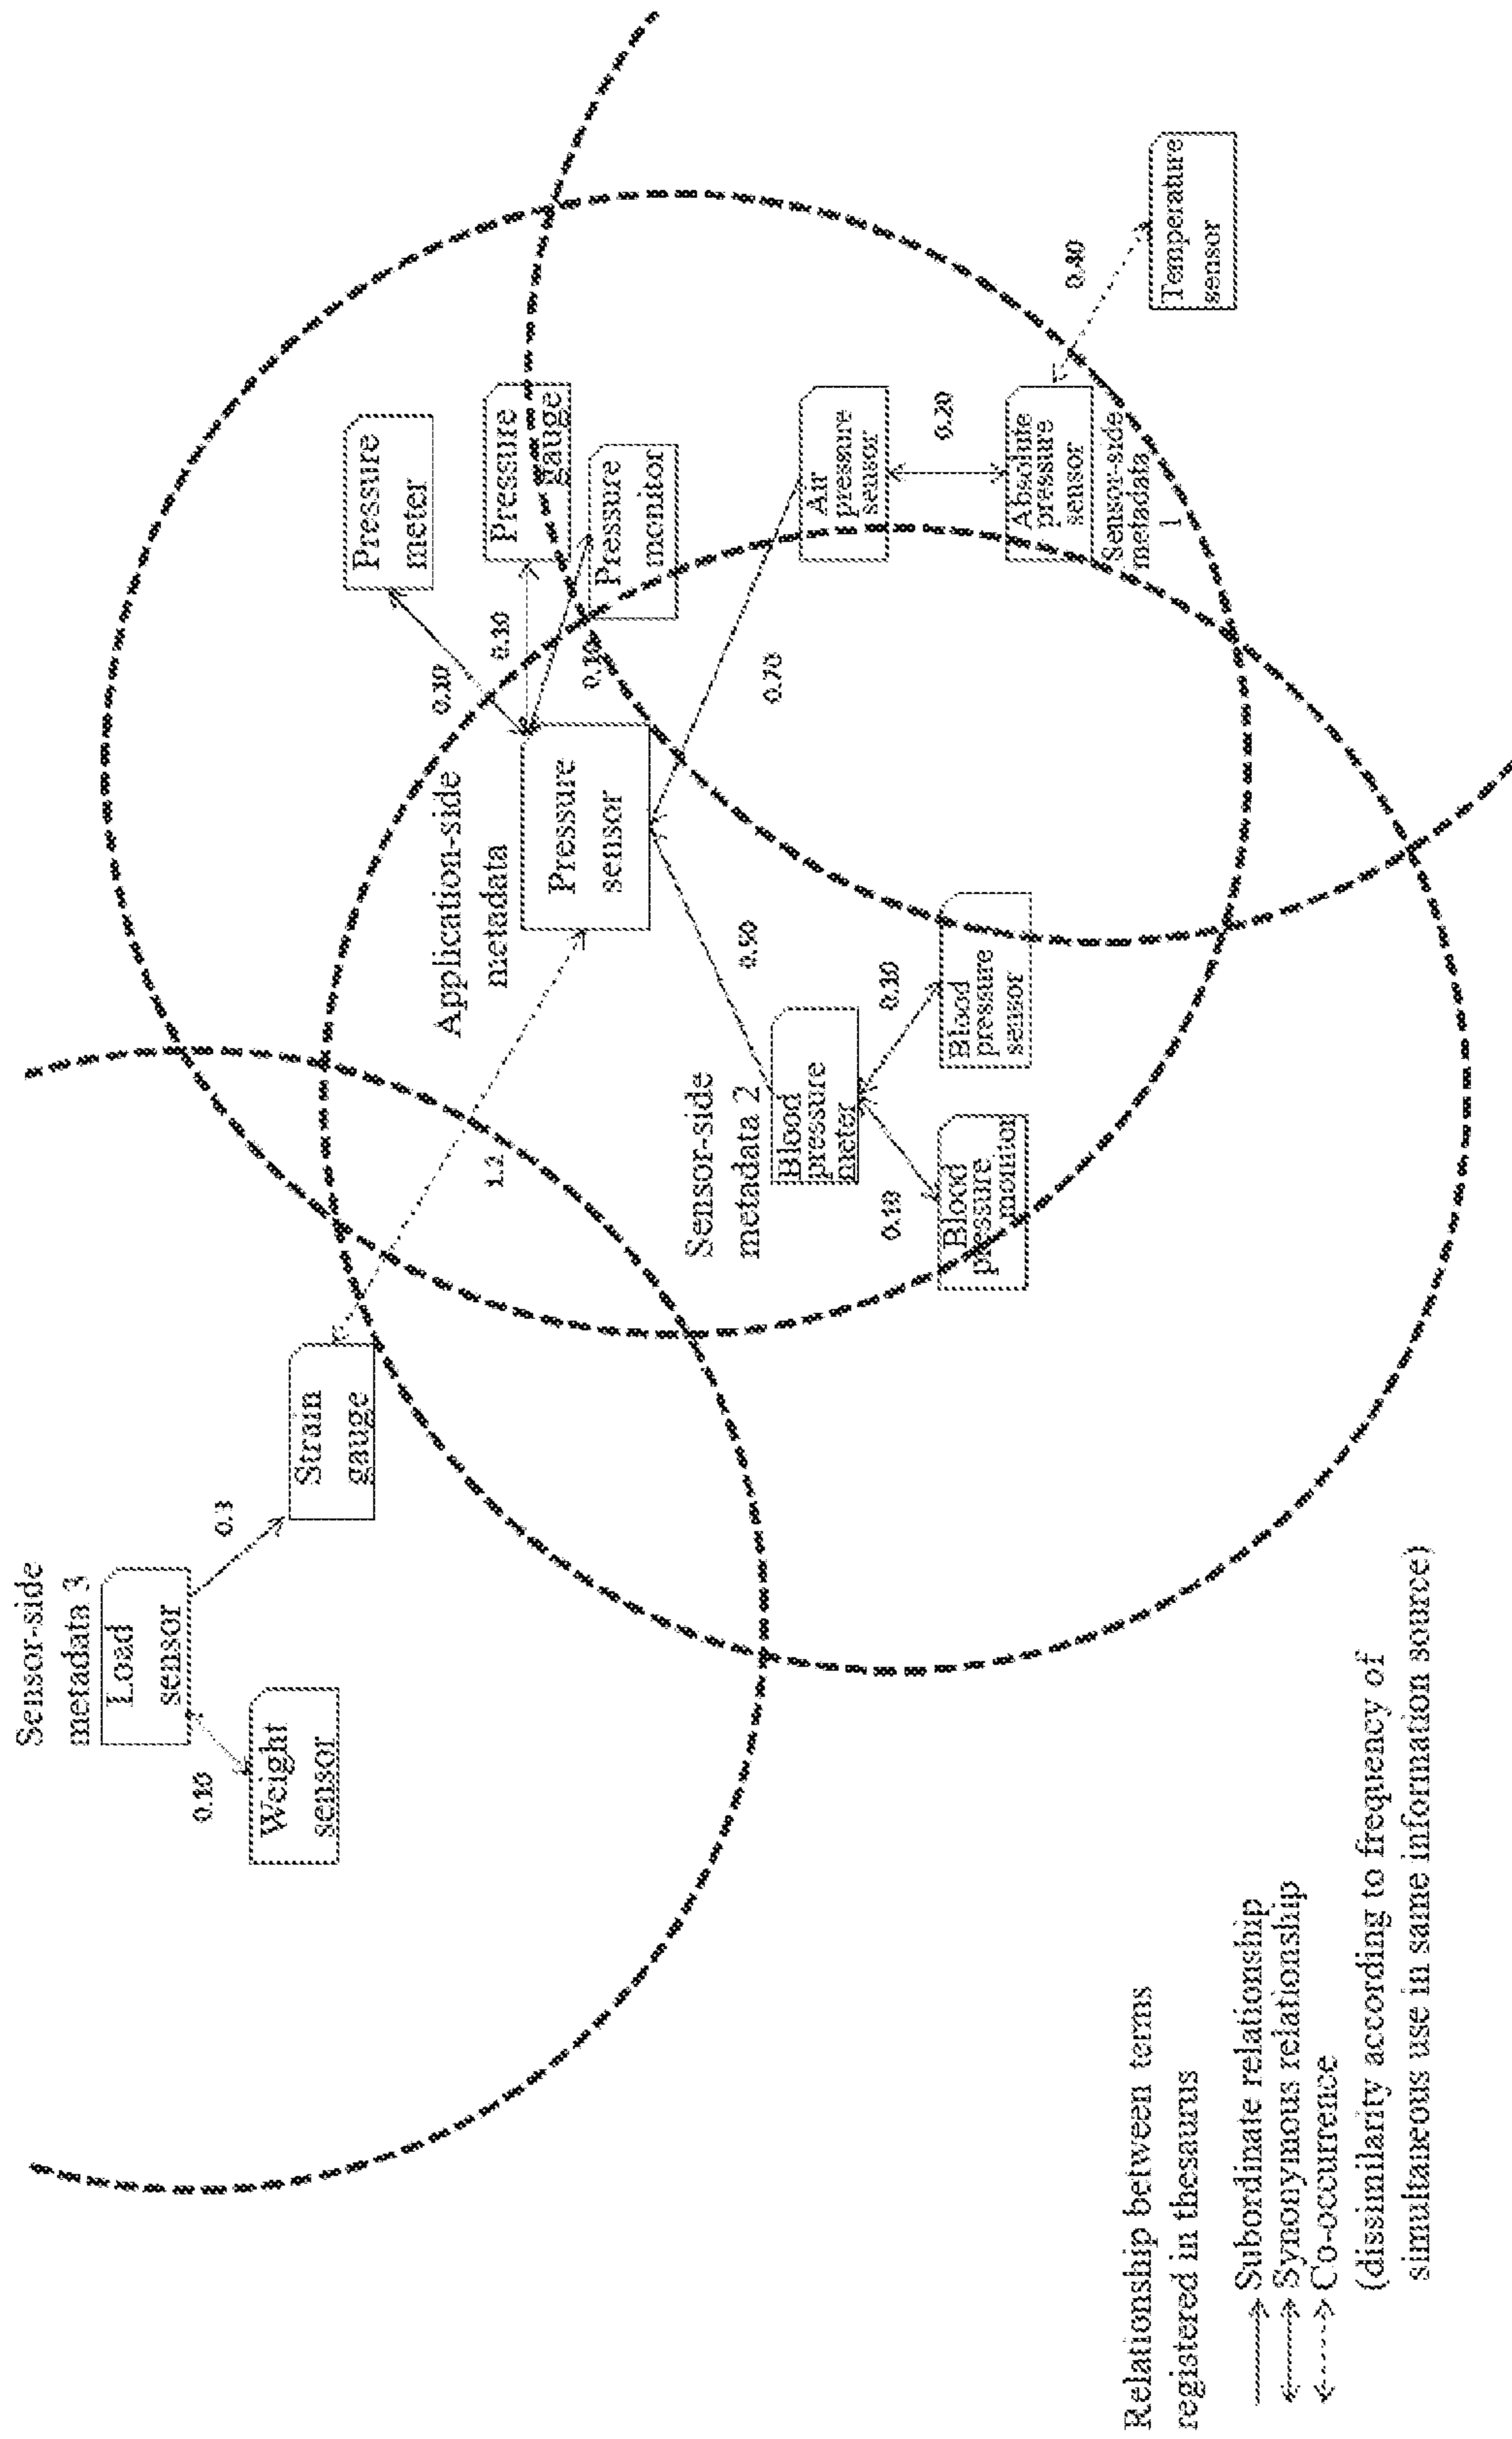 Sensor-side
metadata 3
Load
sensor
0.10
Weight
sensor
0.3
Strain
gauge
1.2
Application-side
metadata
Pressure
sensor
0.10
Pressure
meter
0.10
Pressure
gauge
0.10
Pressure
monitor
Sensor-side
metadata 2
Blood
pressure
meter
0.50
0.10
Blood
pressure
monitor
0.10
Blood
pressure
sensor
0.70
Air
pressure
sensor
0.20
Absolute
pressure
sensor
Sensor-side
metadata
1
Temperature
sensor
Relationship between terms
registered in thesaurus
Subordinate relationship
Synonymous relationship
Co-occurrence
(dissimilarity according to frequency of
simultaneous use in same information source)